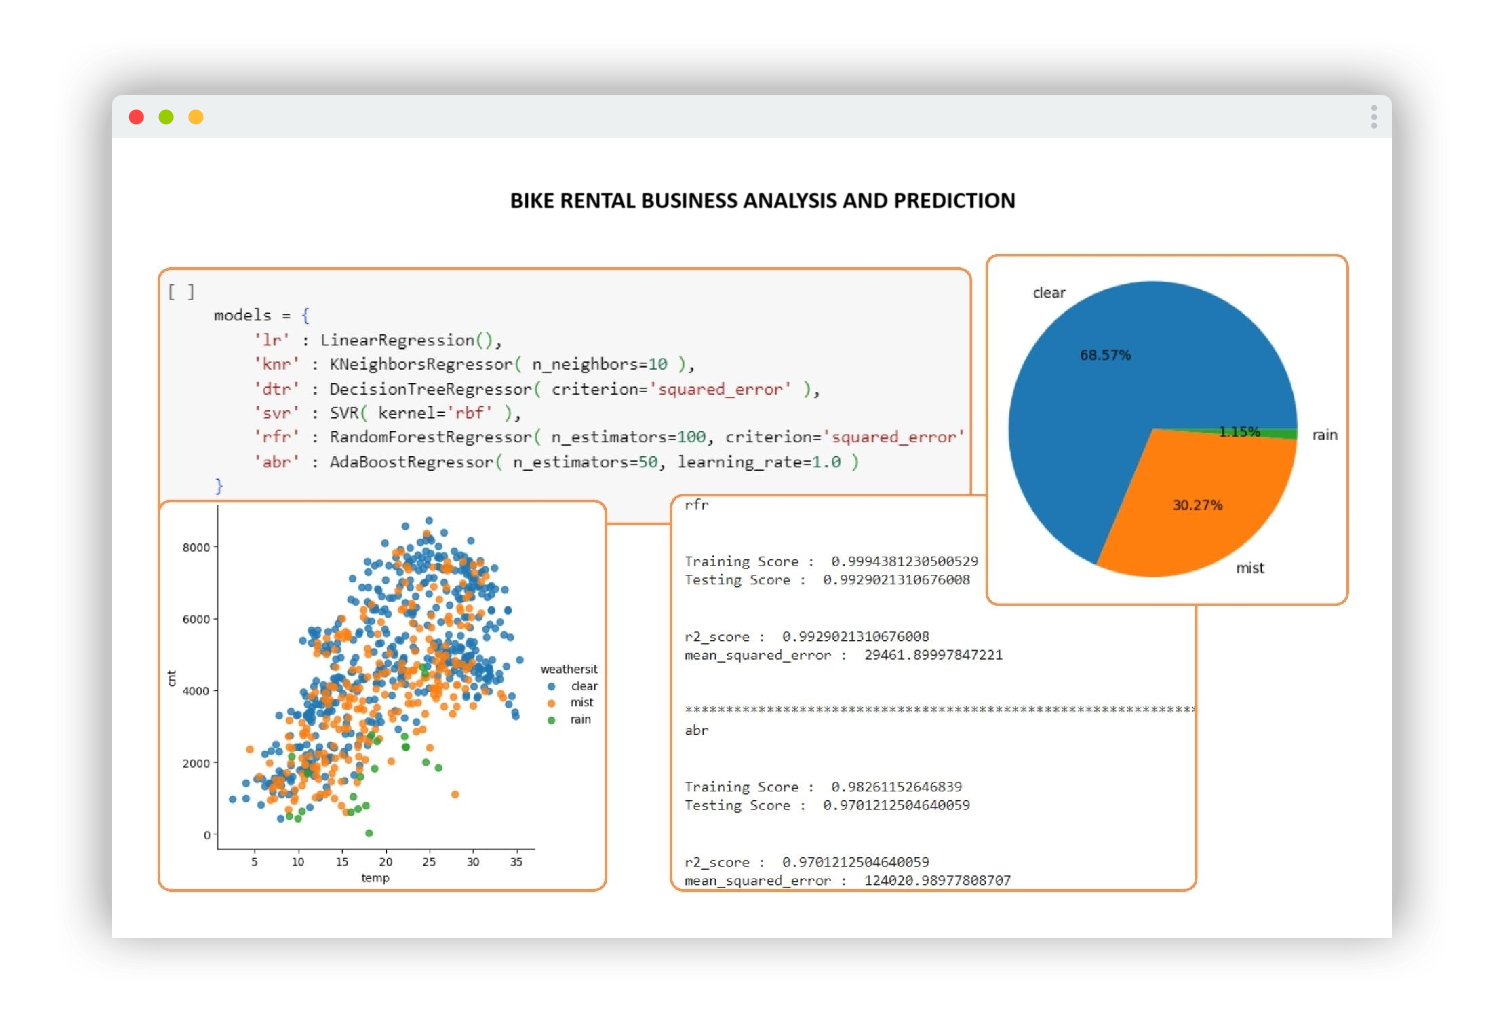 BIKE RENTAL BUSINESS ANALYSIS AND PREDICTION
[ ]
models = {
'lr' : LinearRegression(),
'knr' : KNeighborsRegressor( n_neighbors=10 ),
'dtr' : DecisionTreeRegressor( criterion='squared_error' ),
'svr' : SVR( kernel='rbf' ),
'rfr' : RandomForestRegressor( n_estimators=100, criterion='squared_error'
'abr' : AdaBoostRegressor( n_estimators=50, learning_rate=1.0 )
}
clear
68.57%
1.15%
rain
30.27%
mist
8000
6000
4000
2000
0
cnt
5 10 15 20 25 30 35
temp
weathersit
clear
mist
rain
rfr
Training Score : 0.9994381230500529
Testing Score : 0.9929021310676008
r2_score : 0.9929021310676008
mean_squared_error : 29461.89997847221
**************************************************************
abr
Training Score : 0.98261152646839
Testing Score : 0.9701212504640059
r2_score : 0.9701212504640059
mean_squared_error : 124020.98977808707